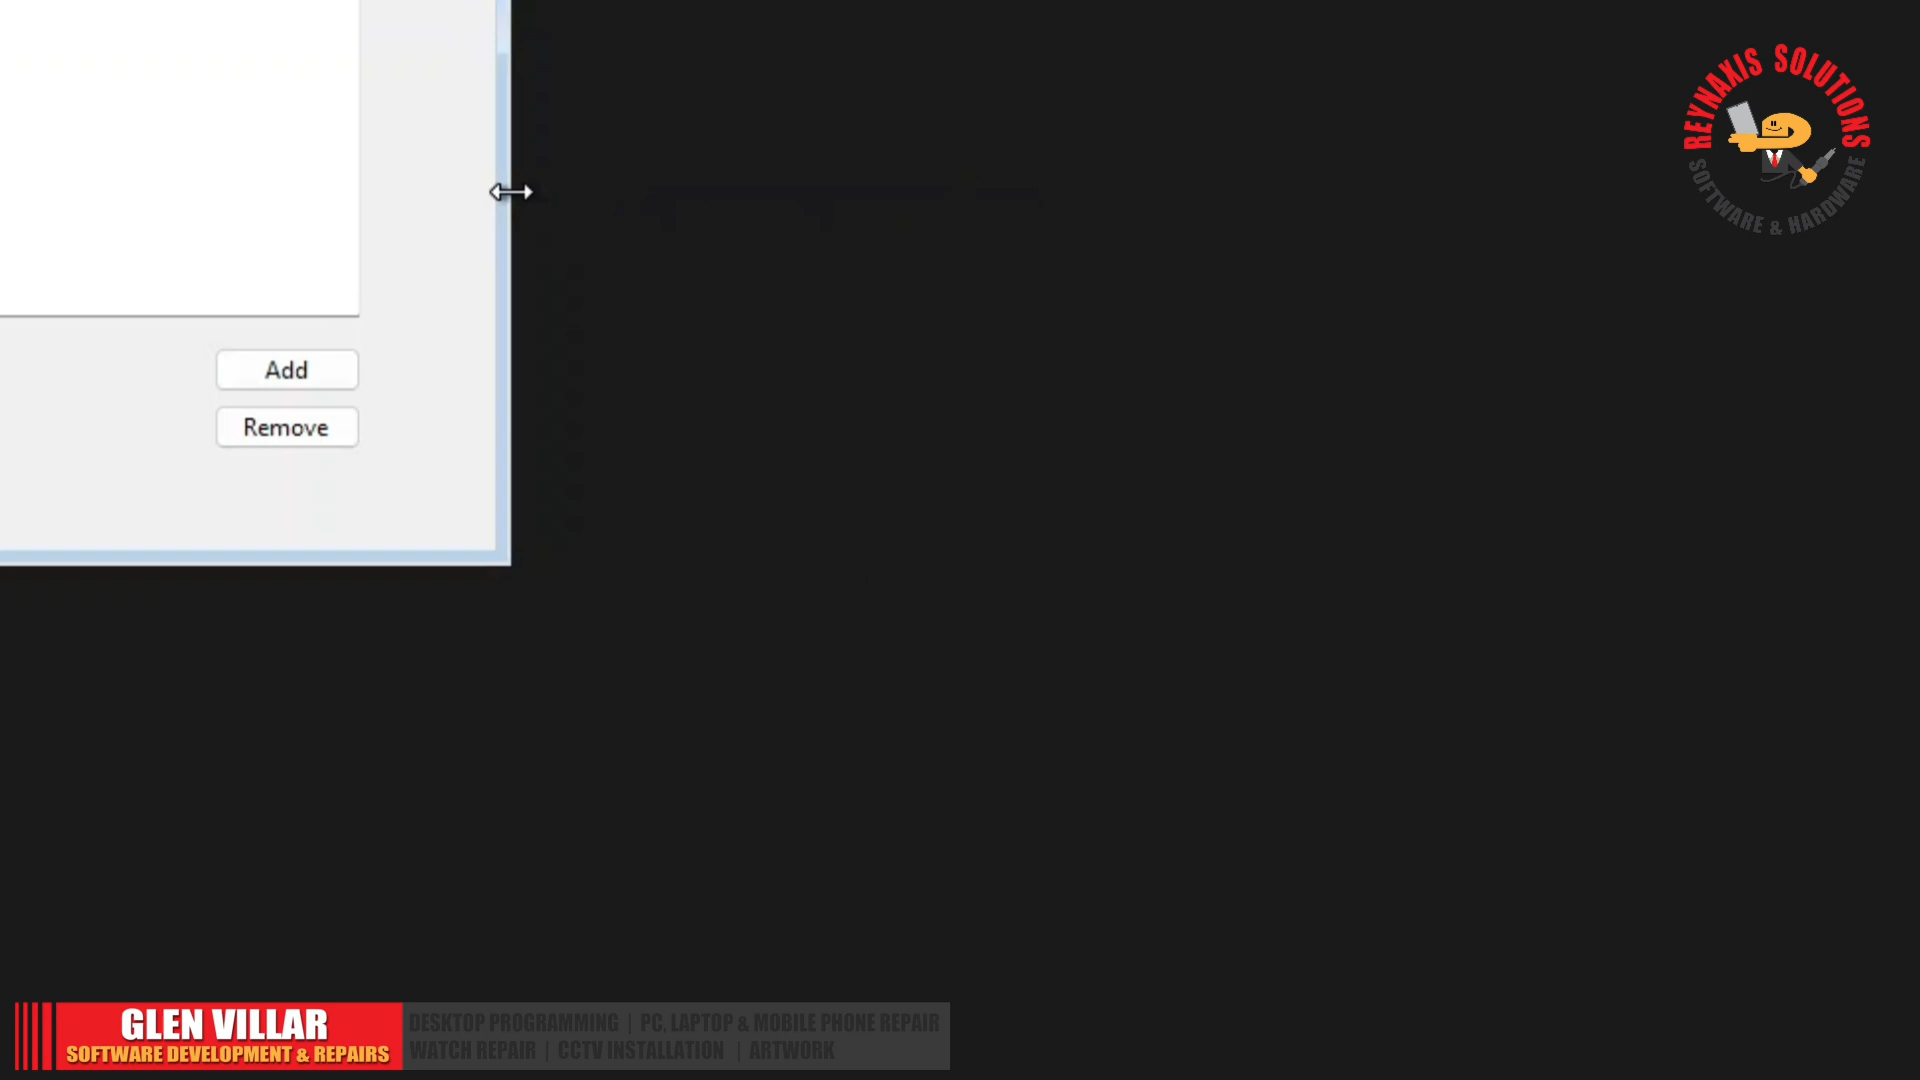 REYNAXIS SOLUTIONS
SOFTWARE & HARDWARE
Add
Remove
GLEN VILLAR
SOFTWARE DEVELOPMENT & REPAIRS
DESKTOP PROGRAMMING | PC, LAPTOP & MOBILE PHONE REPAIR
WATCH REPAIR | CCTV INSTALLATION | ARTWORK